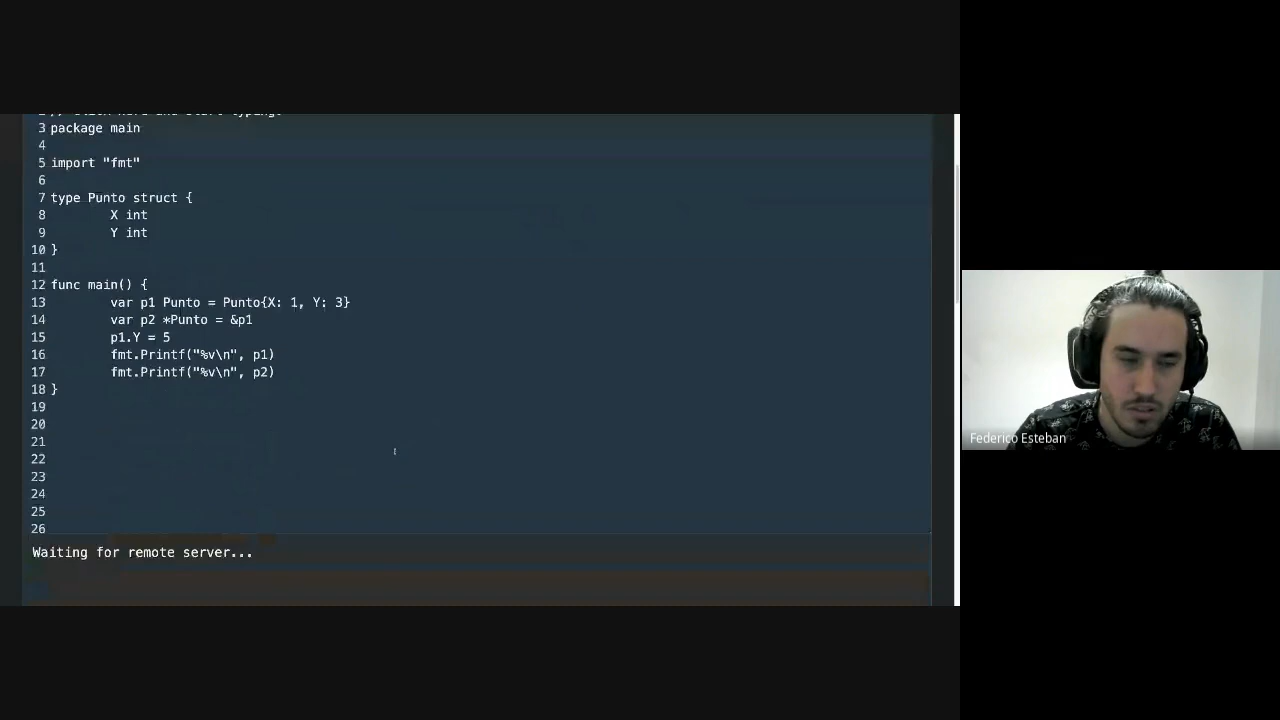 3 package main
4
5 import "fmt"
6
7 type Punto struct {
8 X int
9 Y int
10 }
11
12 func main() {
13 var p1 Punto = Punto{X: 1, Y: 3}
14 var p2 *Punto = &p1
15 p1.Y = 5
16 fmt.Printf("%v\n", p1)
17 fmt.Printf("%v\n", p2)
18 }
19
20
21
22
23
24
25
26
Waiting for remote server...
Federico Esteban